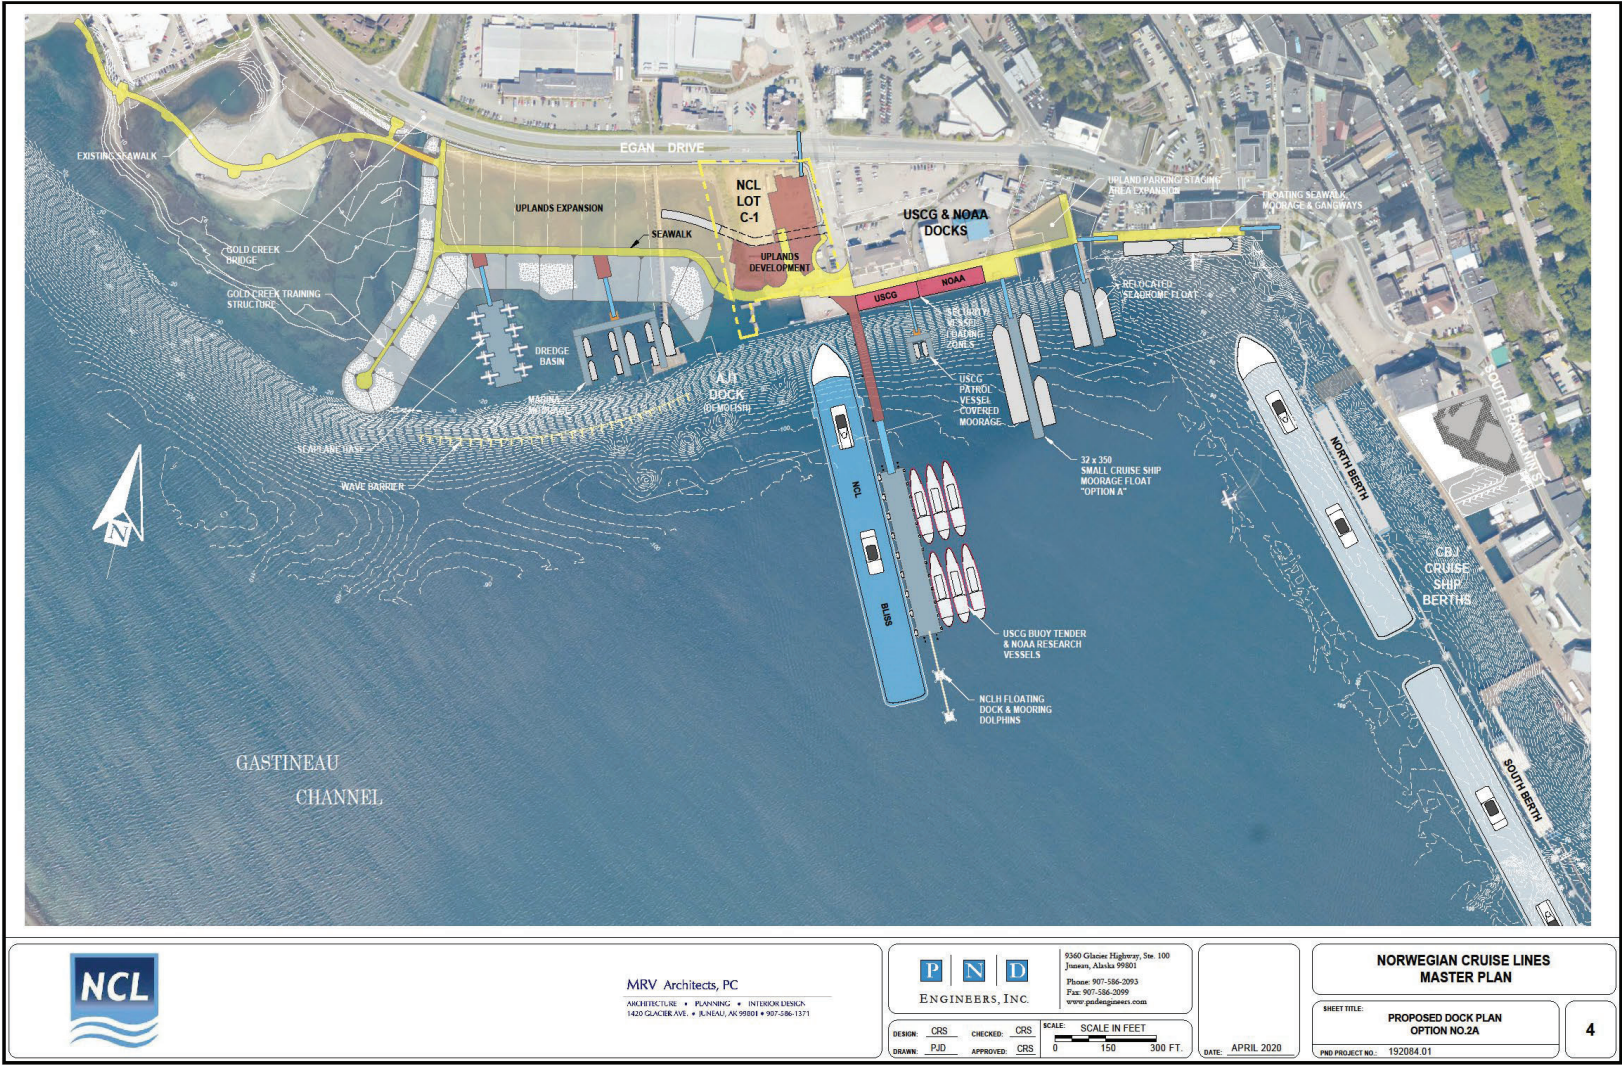 EGAN DRIVE
EXISTING SEAWALK
NCL
LOT
C-1
UPLANDS EXPANSION
SEAWALK
UPLANDS
DEVELOPMENT
USCG & NOAA
DOCKS
UPLAND PARKING/ STAGING
AREA EXPANSION
FLOATING SEAWALK,
MOORAGE & GANGWAYS
GOLD CREEK
BRIDGE
GOLD CREEK TRAINING
STRUCTURE
USCG
NOAA
RELOCATED
SEADROME FLOAT
SECURITY/
VESSEL
LOADING
ZONES
DREDGE
BASIN
MARINA
MOORAGE
AJT
DOCK
(DEMOLISH)
USCG
PATROL
VESSEL
COVERED
MOORAGE
SEAPLANE BASE
WAVE BARRIER
32 x 350
SMALL CRUISE SHIP
MOORAGE FLOAT
"OPTION A"
SOUTH FRANKLIN ST
NORTH BERTH
N
NCL
BLISS
CBJ
CRUISE
SHIP
BERTHS
USCG BUOY TENDER
& NOAA RESEARCH
VESSELS
NCLH FLOATING
DOCK & MOORING
DOLPHINS
SOUTH BERTH
GASTINEAU
CHANNEL
NCL
MRV Architects, PC
ARCHITECTURE • PLANNING • INTERIOR DESIGN
1420 GLACIER AVE. • JUNEAU, AK 99801 • 907-586-1371
P N D
ENGINEERS, INC.
9360 Glacier Highway, Ste. 100
Juneau, Alaska 99801
Phone: 907-586-2093
Fax: 907-586-2099
www.pndengineers.com
DESIGN: CRS CHECKED: CRS
DRAWN: PJD APPROVED: CRS
SCALE: SCALE IN FEET
0 150 300 FT.
DATE: APRIL 2020
NORWEGIAN CRUISE LINES
MASTER PLAN
SHEET TITLE:
PROPOSED DOCK PLAN
OPTION NO.2A
PND PROJECT NO.: 192084.01
4